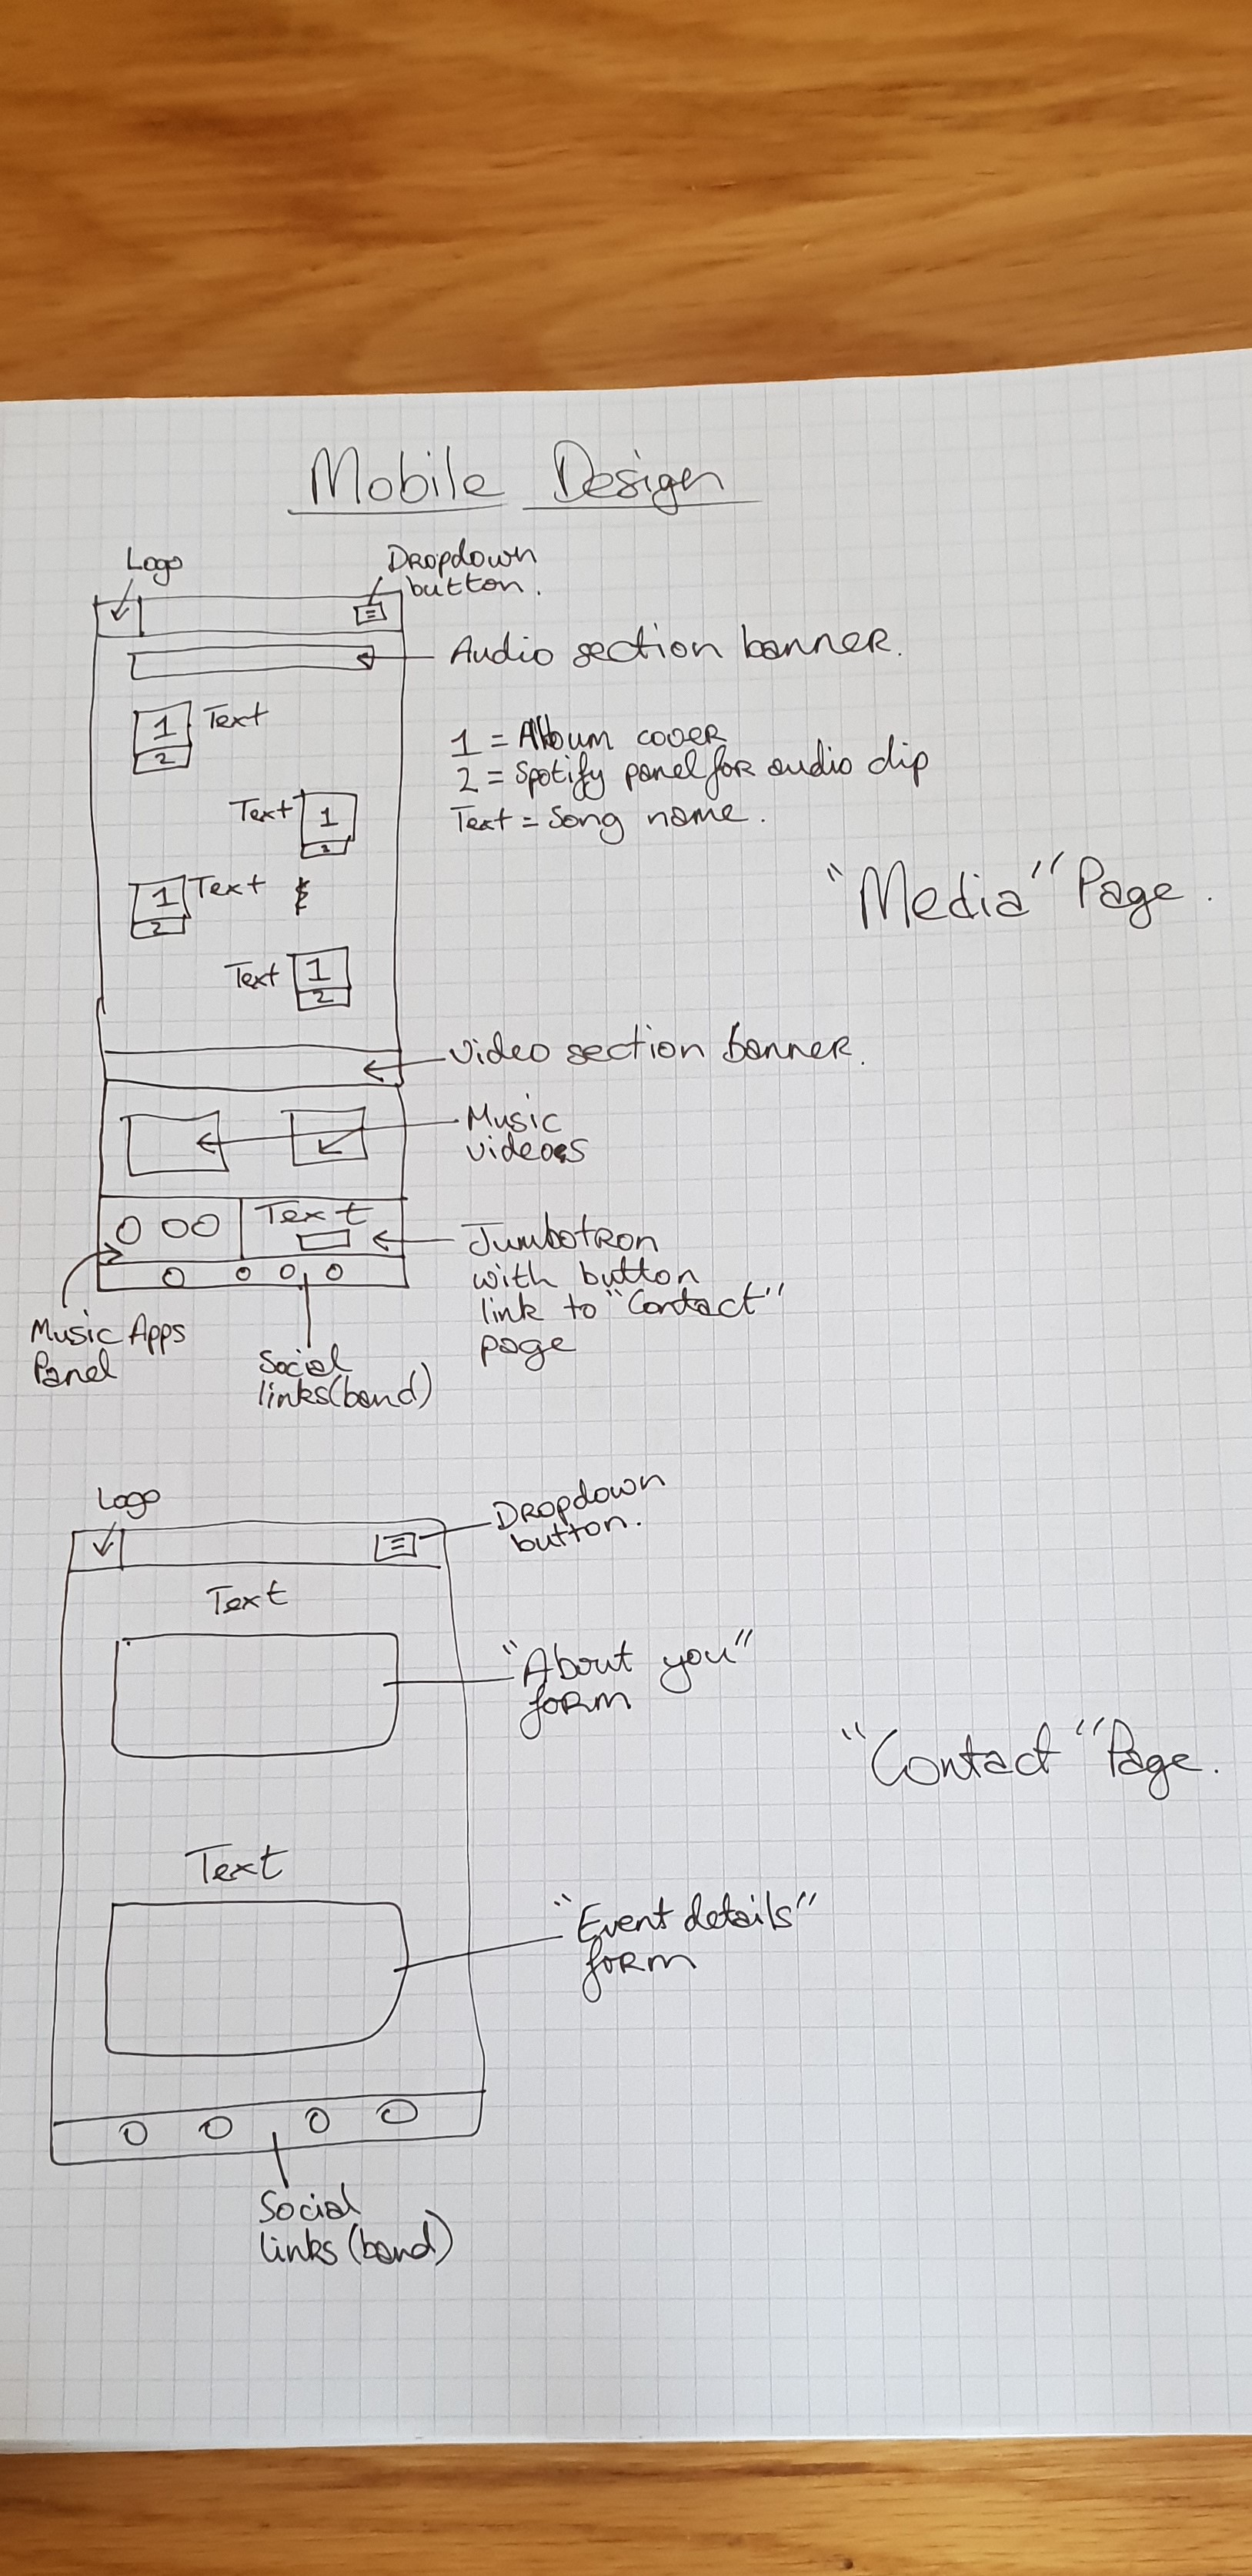 Mobile Design
Logo
Dropdown
button.
Audio section banner.
1 Text
2
1 = Album cover
2 = Spotify panel for audio clip
Text = Song name.
Text 1
2
"Media" Page.
1 Text
2
Text 1
2
Video section banner.
Music
videos
Text
Jumbotron
with button
link to "Contact"
page
Music Apps
Panel
Social
links (band)
Logo
Dropdown
button.
Text
"About you"
form
"Contact" Page.
Text
"Event details"
form
Social
links (band)